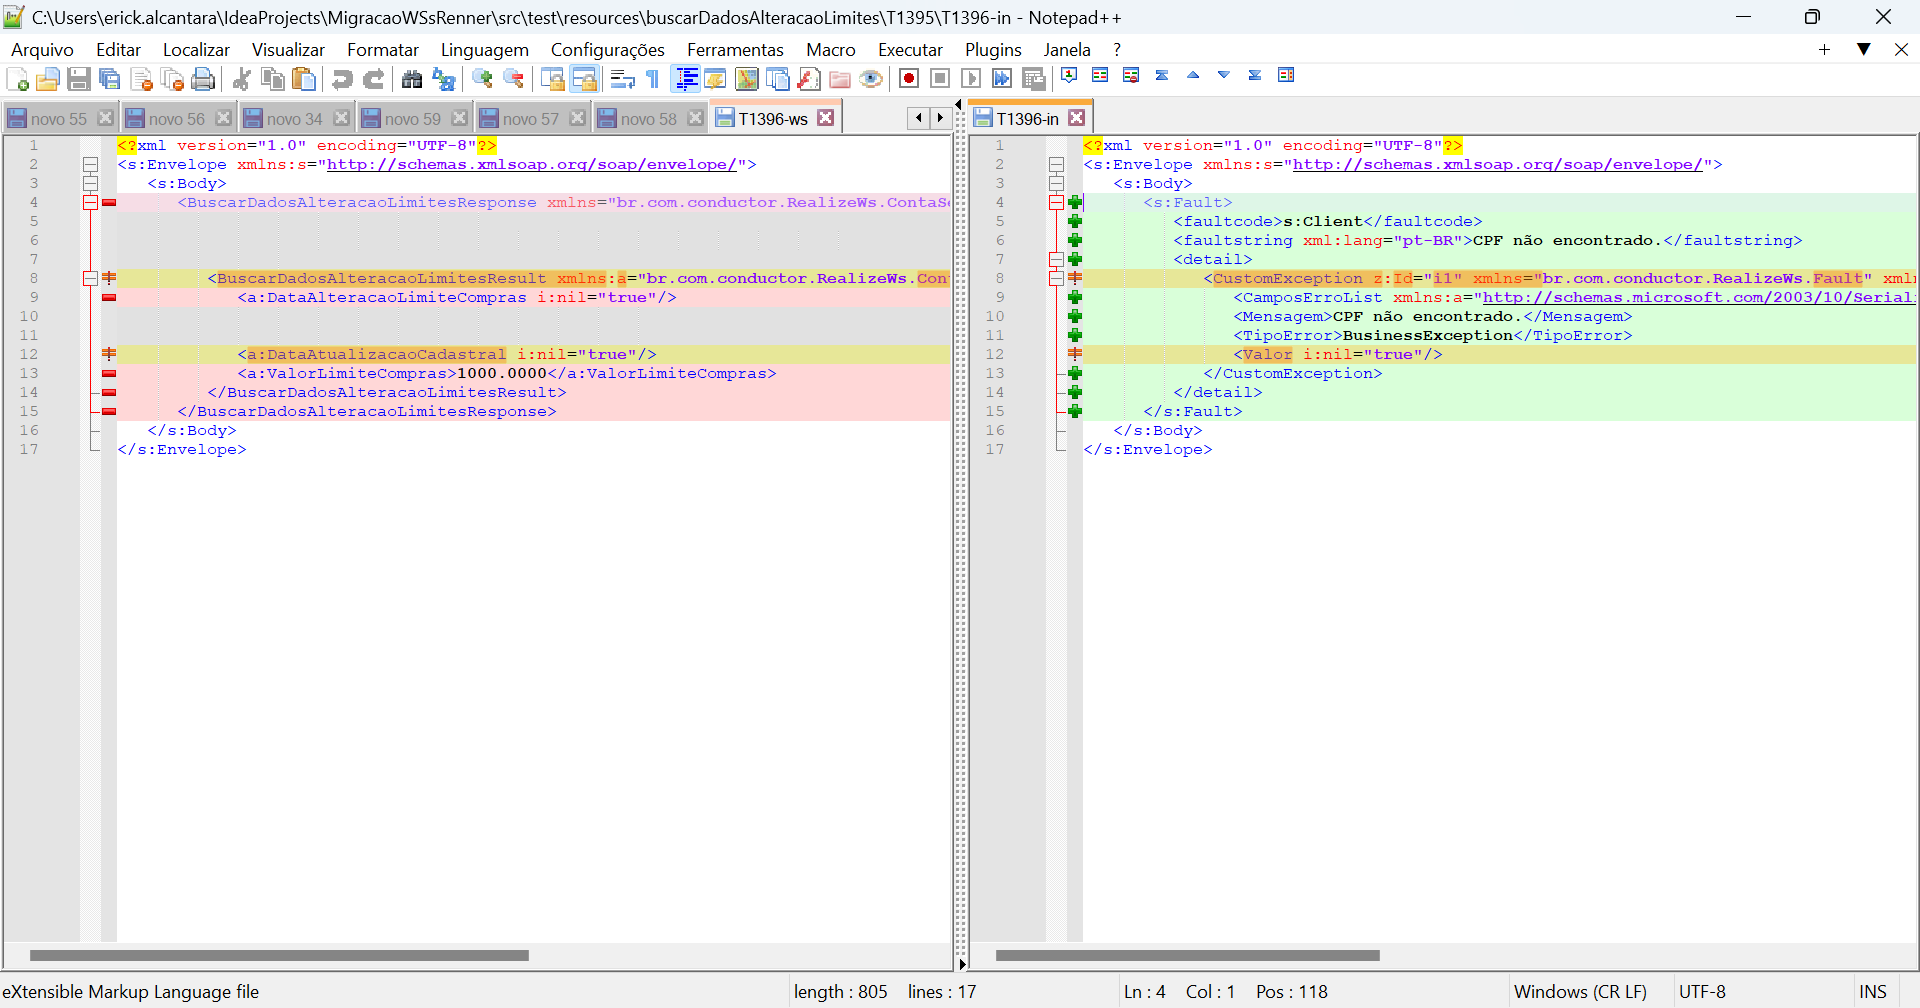 C:\Users\erick.alcantara\IdeaProjects\MigracaoWSsRenner\src\test\resources\buscarDadosAlteracaoLimites\T1395\T1396-in - Notepad++
Arquivo Editar Localizar Visualizar Formatar Linguagem Configurações Ferramentas Macro Executar Plugins Janela ?
novo 55 novo 56 novo 34 novo 59 novo 57 novo 58 T1396-ws
1 <?xml version="1.0" encoding="UTF-8"?>
2 <s:Envelope xmlns:s="http://schemas.xmlsoap.org/soap/envelope/">
3 <s:Body>
4 <BuscarDadosAlteracaoLimitesResponse xmlns="br.com.conductor.RealizeWs.ContaSe
5
6
7
8 <BuscarDadosAlteracaoLimitesResult xmlns:a="br.com.conductor.RealizeWs.Con
9 <a:DataAlteracaoLimiteCompras i:nil="true"/>
10
11
12 <a:DataAtualizacaoCadastral i:nil="true"/>
13 <a:ValorLimiteCompras>1000.0000</a:ValorLimiteCompras>
14 </BuscarDadosAlteracaoLimitesResult>
15 </BuscarDadosAlteracaoLimitesResponse>
16 </s:Body>
17 </s:Envelope>
T1396-in
1 <?xml version="1.0" encoding="UTF-8"?>
2 <s:Envelope xmlns:s="http://schemas.xmlsoap.org/soap/envelope/">
3 <s:Body>
4 <s:Fault>
5 <faultcode>s:Client</faultcode>
6 <faultstring xml:lang="pt-BR">CPF não encontrado.</faultstring>
7 <detail>
8 <CustomException z:Id="i1" xmlns="br.com.conductor.RealizeWs.Fault" xml
9 <CamposErroList xmlns:a="http://schemas.microsoft.com/2003/10/Serial
10 <Mensagem>CPF não encontrado.</Mensagem>
11 <TipoError>BusinessException</TipoError>
12 <Valor i:nil="true"/>
13 </CustomException>
14 </detail>
15 </s:Fault>
16 </s:Body>
17 </s:Envelope>
eXtensible Markup Language file length : 805 lines : 17 Ln : 4 Col : 1 Pos : 118 Windows (CR LF) UTF-8 INS